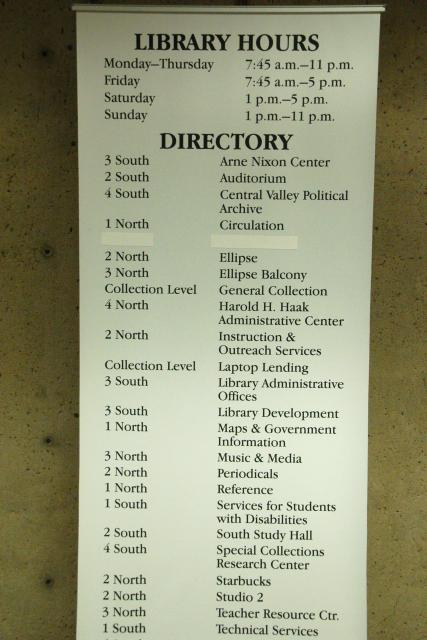 LIBRARY HOURS
Monday–Thursday 7:45 a.m.–11 p.m.
Friday 7:45 a.m.–5 p.m.
Saturday 1 p.m.–5 p.m.
Sunday 1 p.m.–11 p.m.
DIRECTORY
3 South Arne Nixon Center
2 South Auditorium
4 South Central Valley Political
Archive
1 North Circulation
2 North Ellipse
3 North Ellipse Balcony
Collection Level General Collection
4 North Harold H. Haak
Administrative Center
2 North Instruction &
Outreach Services
Collection Level Laptop Lending
3 South Library Administrative
Offices
3 South Library Development
1 North Maps & Government
Information
3 North Music & Media
2 North Periodicals
1 North Reference
1 South Services for Students
with Disabilities
2 South South Study Hall
4 South Special Collections
Research Center
2 North Starbucks
2 North Studio 2
3 North Teacher Resource Ctr.
1 South Technical Services